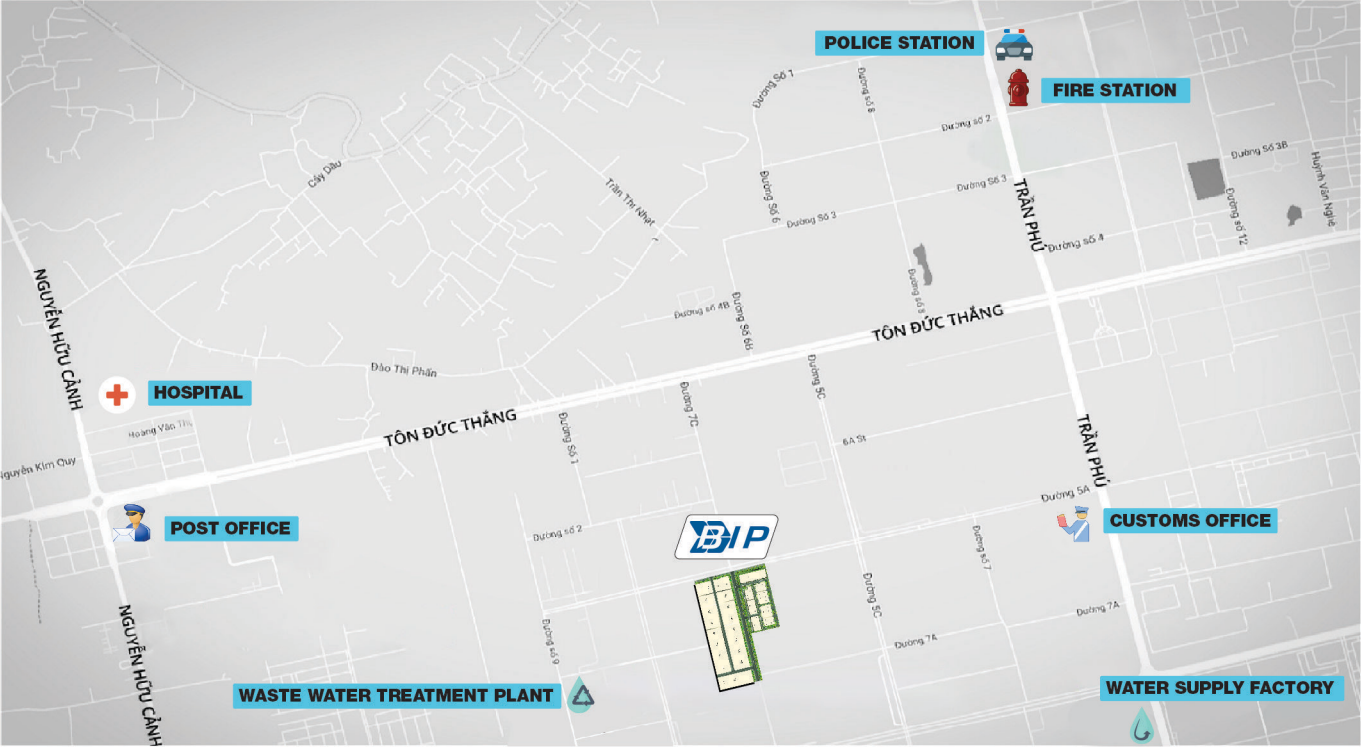 POLICE STATION
FIRE STATION
Đường Số 1
Đường số 8
Đường số 2
Đường Số 3B
Huỳnh Văn Nghệ
Cây Dầu
Trần Thị Nhạt
Đường Số 6
Đường Số 3
Đường Số 3
TRẦN PHÚ
Đường số 12
Đường số 4
Đường số 8
NGUYỄN HỮU CẢNH
Đường số 4B
Đường số 6B
TÔN ĐỨC THẮNG
Đào Thị Phấn
HOSPITAL
Đường 5C
Đường 7C
TÔN ĐỨC THẮNG
Hoàng Văn Thụ
Đường Số 1
6A St
TRẦN PHÚ
Nguyễn Kim Quy
Đường 5A
POST OFFICE
Đường số 2
BIP
CUSTOMS OFFICE
Đường số 7
Đường 5C
Đường 7A
Đường số 9
Đường 7A
NGUYỄN HỮU CẢNH
WASTE WATER TREATMENT PLANT
WATER SUPPLY FACTORY